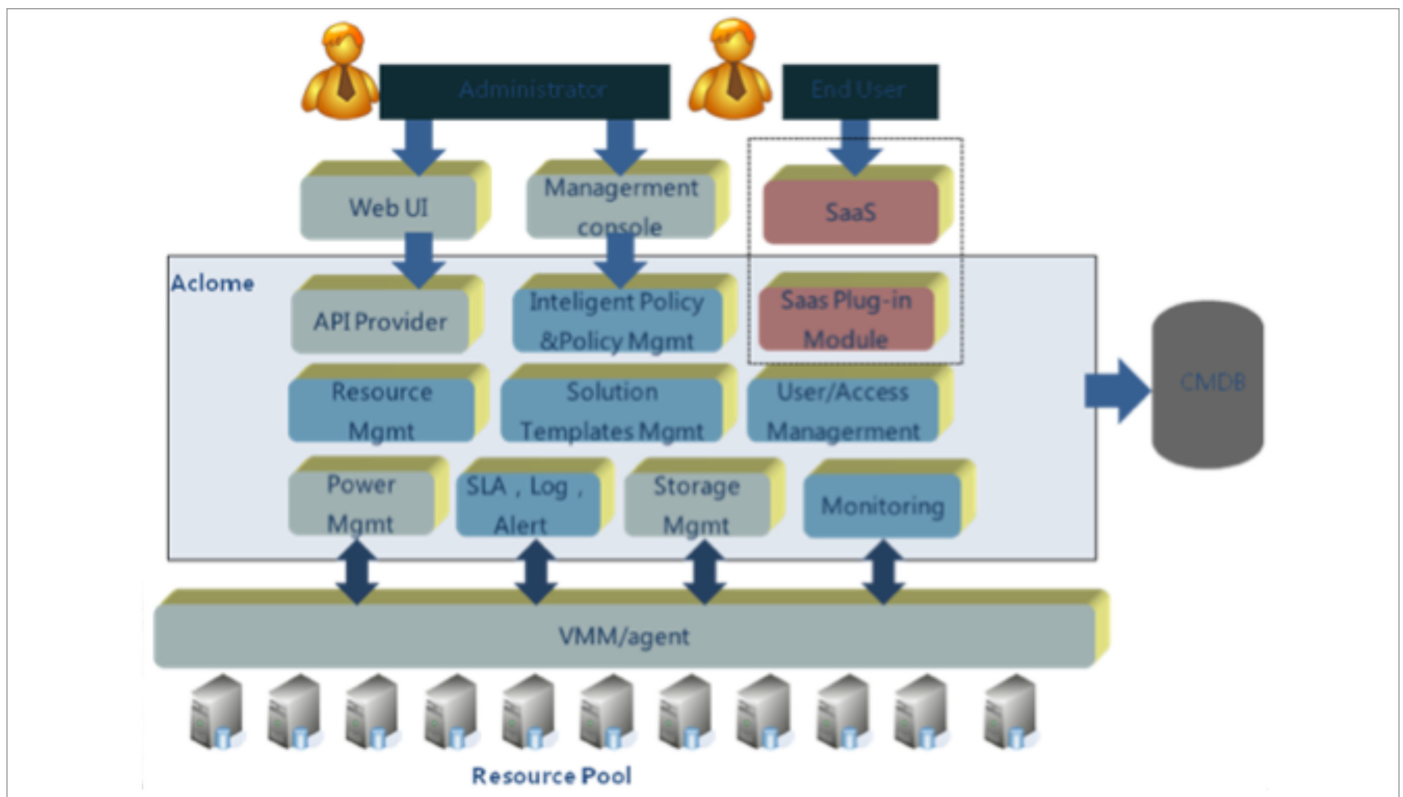 Administrator
End User
Web UI
Managerment
console
SaaS
Aclome
API Provider
Inteligent Policy
&Policy Mgmt
Saas Plug-in
Module
CMDB
Resource
Mgmt
Solution
Templates Mgmt
User/Access
Managerment
Power
Mgmt
SLA，Log，
Alert
Storage
Mgmt
Monitoring
VMM/agent
Resource Pool